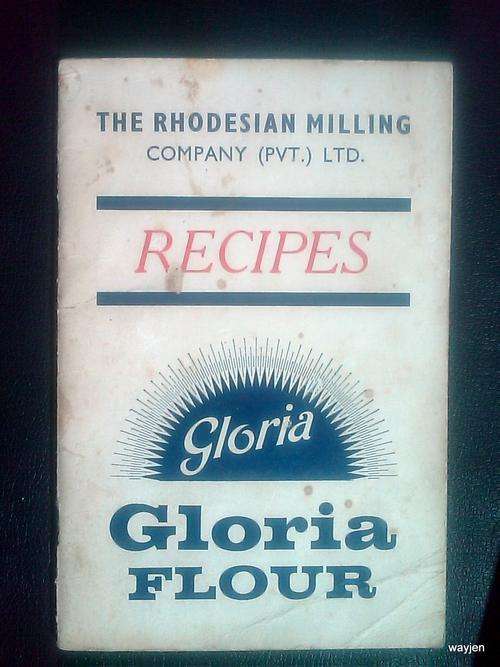 THE RHODESIAN MILLING
COMPANY (PVT.) LTD.
RECIPES
Gloria
Gloria
FLOUR
wayjen